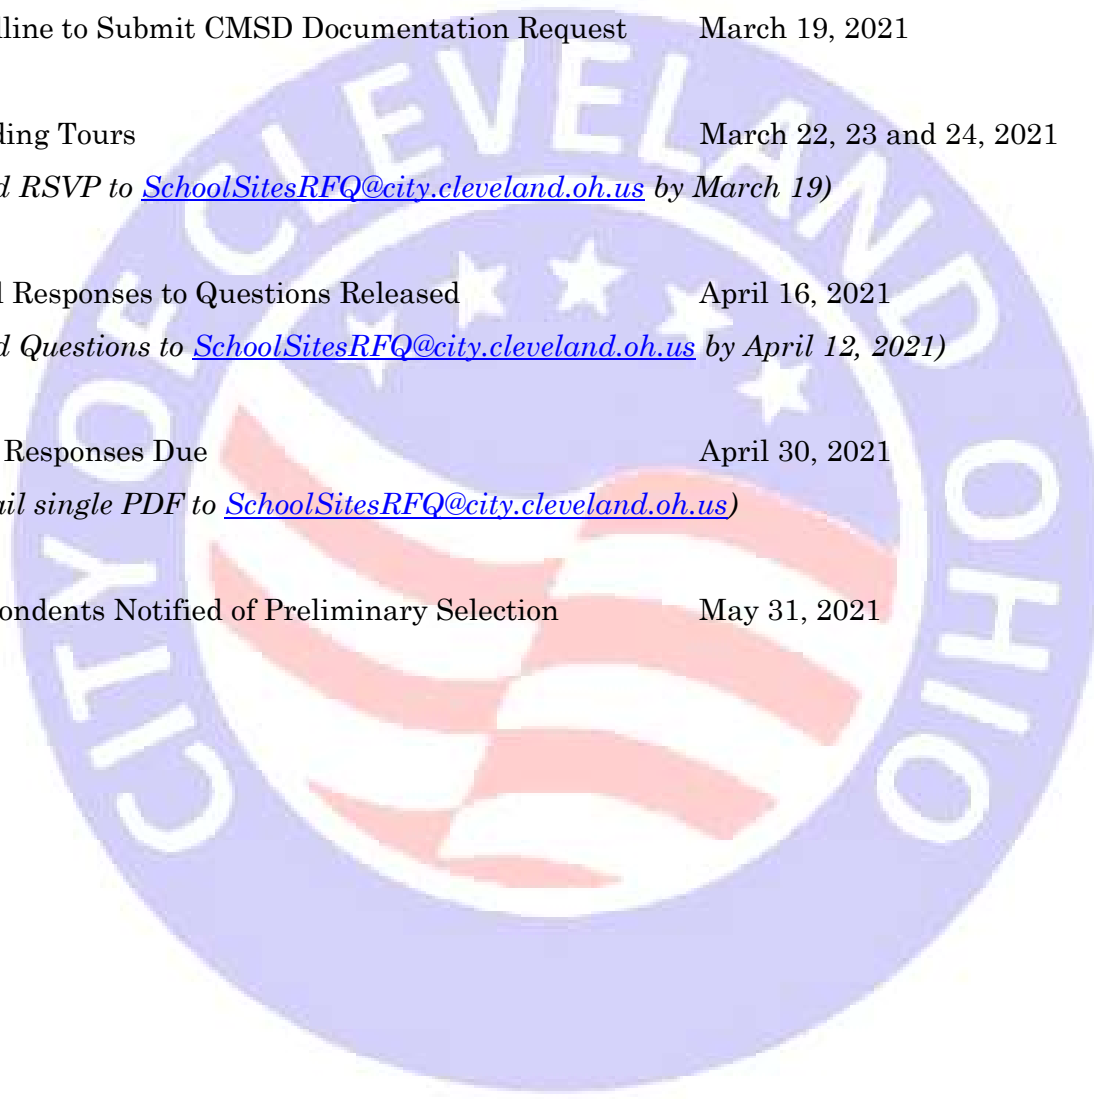 lline to Submit CMSD Documentation Request March 19, 2021
ding Tours March 22, 23 and 24, 2021
d RSVP to SchoolSitesRFQ@city.cleveland.oh.us by March 19)
l Responses to Questions Released April 16, 2021
d Questions to SchoolSitesRFQ@city.cleveland.oh.us by April 12, 2021)
Responses Due April 30, 2021
ail single PDF to SchoolSitesRFQ@city.cleveland.oh.us)
pondents Notified of Preliminary Selection May 31, 2021
CITY OF CLEVELAND OHIO